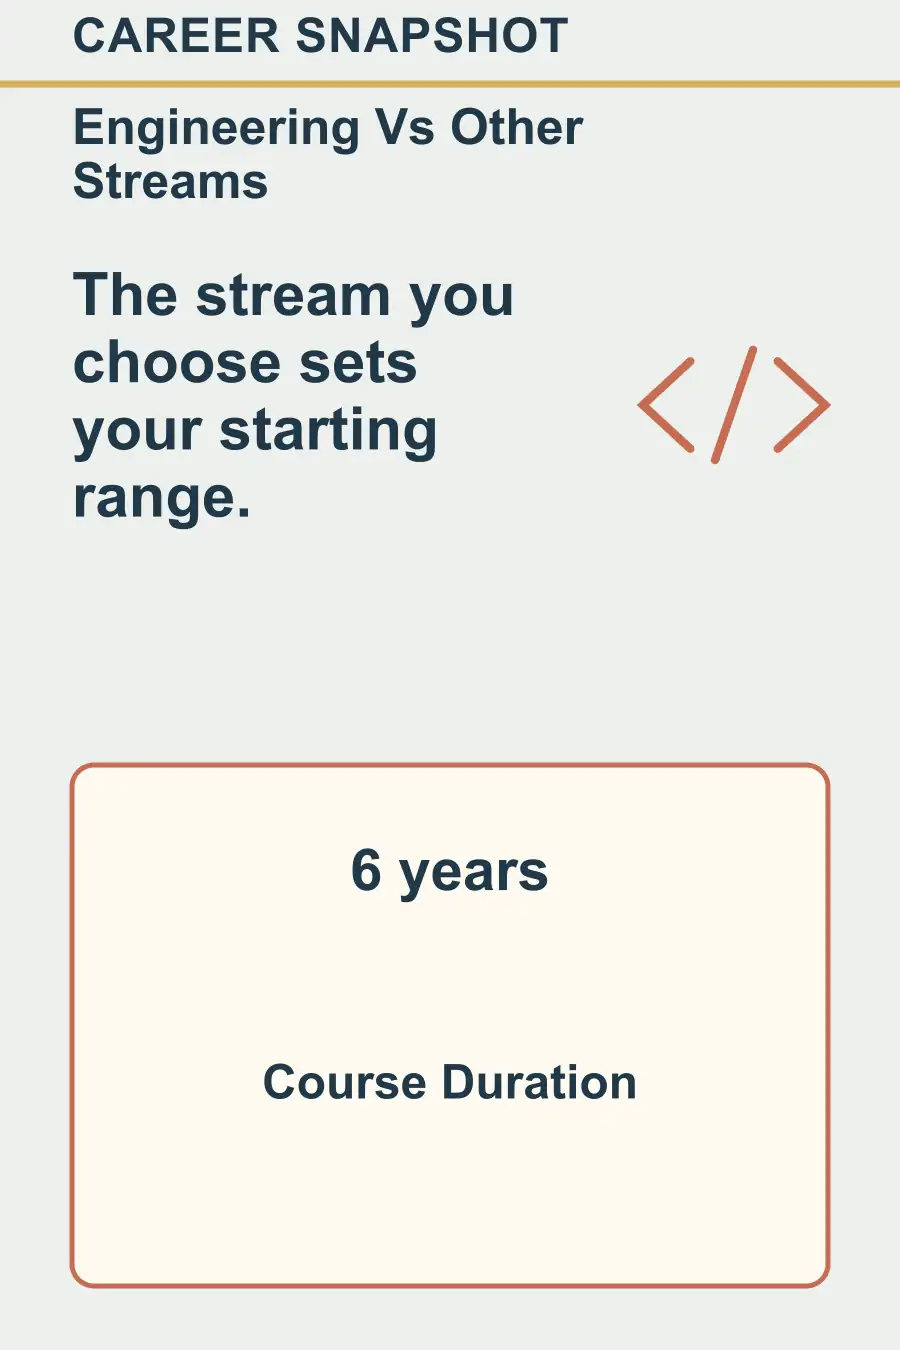 CAREER SNAPSHOT
Engineering Vs Other
Streams
The stream you
choose sets
your starting
range.
6 years
Course Duration